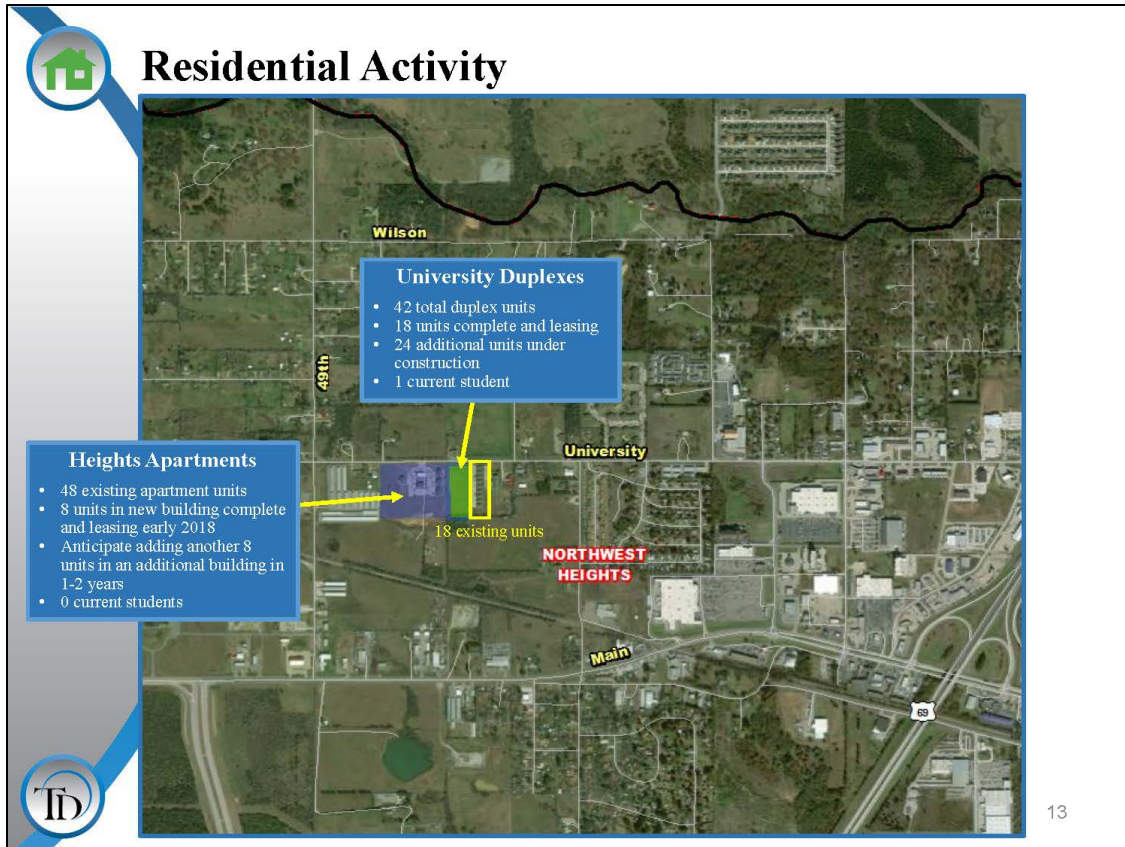 Residential Activity
Wilson
University Duplexes
• 42 total duplex units
• 18 units complete and leasing
• 24 additional units under
construction
• 1 current student
49th
University
Heights Apartments
• 48 existing apartment units
• 8 units in new building complete
and leasing early 2018
• Anticipate adding another 8
units in an additional building in
1-2 years
• 0 current students
18 existing units
NORTHWEST
HEIGHTS
Main
69
TD
13